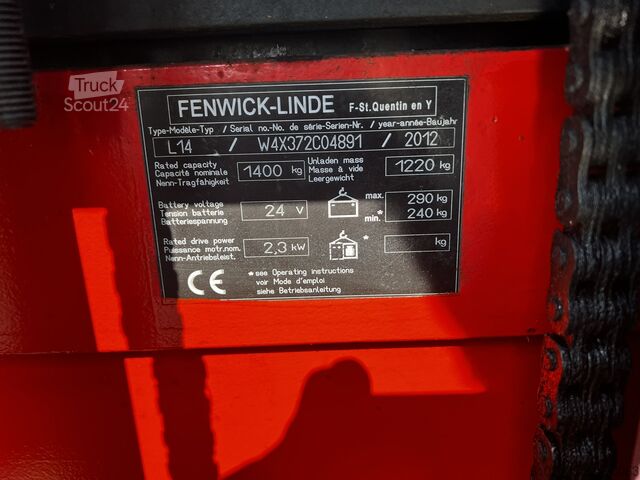 Truck
Scout24
FENWICK-LINDE F-St.Quentin en Y
Type-Modèle-Typ / Serial no.-No. de série-Serien-Nr. / year-année-Baujahr
L14 / W4X372C04891 / 2012
Rated capacity
Capacité nominale
Nenn-Tragfähigkeit
1400 kg
Unladen mass
Masse à vide
Leergewicht
1220 kg
Battery voltage
Tension batterie
Batteriespannung
24 V
max. 290 kg
min. * 240 kg
Rated drive power
Puissance motr.nom.
Nenn-Antriebsleist.
2,3 kW
* kg
CE
* see Operating instructions
voir Mode d'emploi
siehe Betriebsanleitung